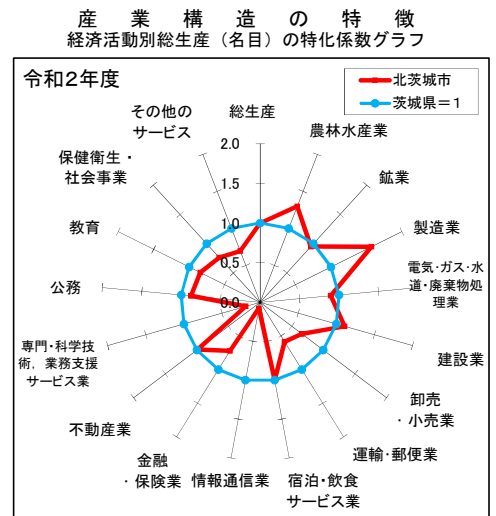 産業構造の特徴
経済活動別総生産（名目）の特化係数グラフ
令和2年度
北茨城市
茨城県＝１
総生産
農林水産業
鉱業
製造業
電気･ガス･水
道･廃棄物処
理業
建設業
卸売
・小売業
運輸･郵便業
宿泊・飲食
サービス業
情報通信業
金融
・保険業
不動産業
専門・科学技
術，業務支援
サービス業
公務
教育
保健衛生・
社会事業
その他の
サービス
2.0
1.5
1.0
0.5
0.0